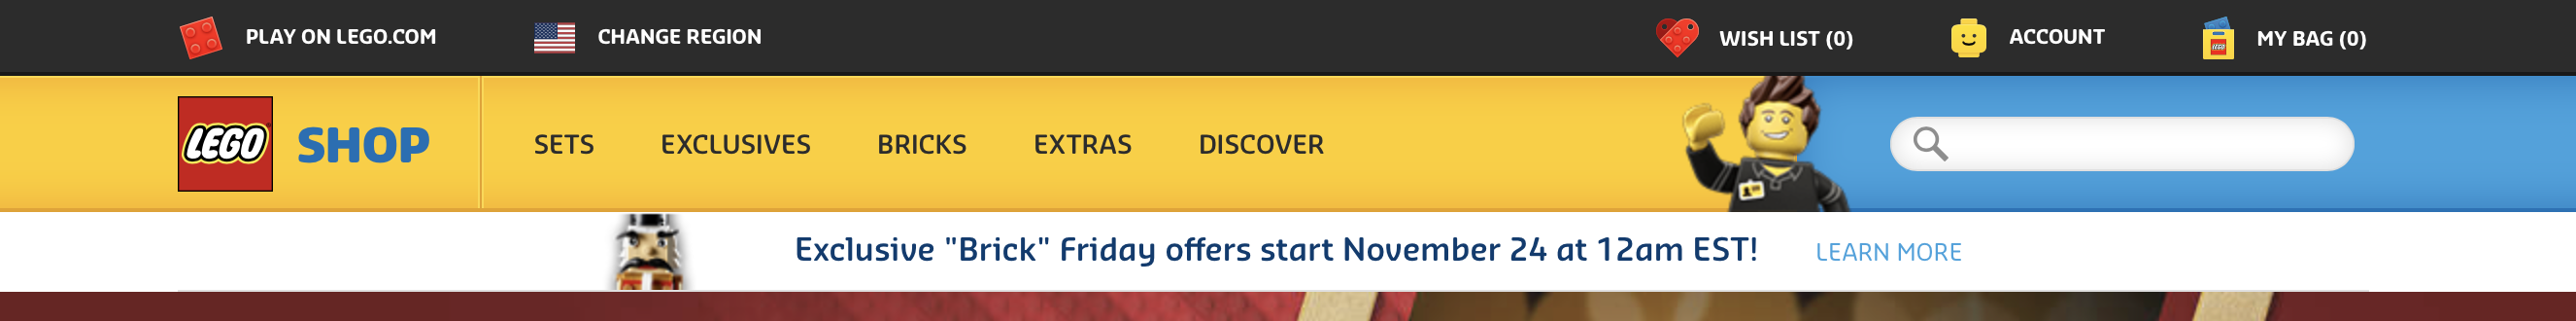 PLAY ON LEGO.COM CHANGE REGION WISH LIST (0) ACCOUNT MY BAG (0)
LEGO SHOP SETS EXCLUSIVES BRICKS EXTRAS DISCOVER
Exclusive "Brick" Friday offers start November 24 at 12am EST! LEARN MORE